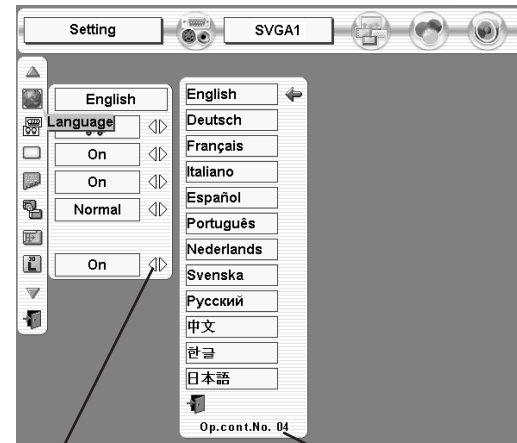 Setting
SVGA1
English
Language
On
On
Normal
On
English
Deutsch
Français
Italiano
Español
Português
Nederlands
Svenska
Русский
中文
한글
日本語
Op.cont.No. 04